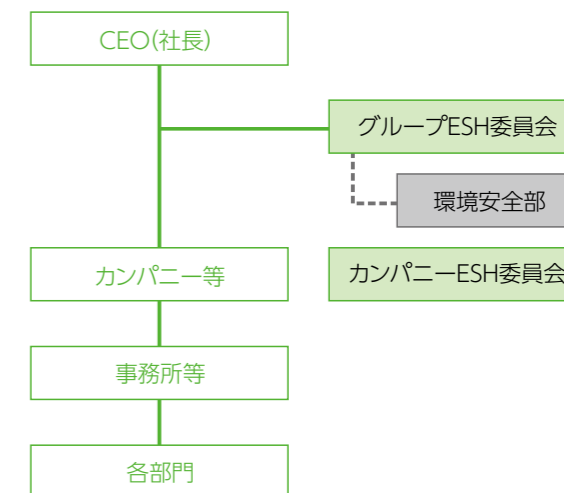 CEO(社長)
グループESH委員会
環境安全部
カンパニー等
カンパニーESH委員会
事務所等
各部門